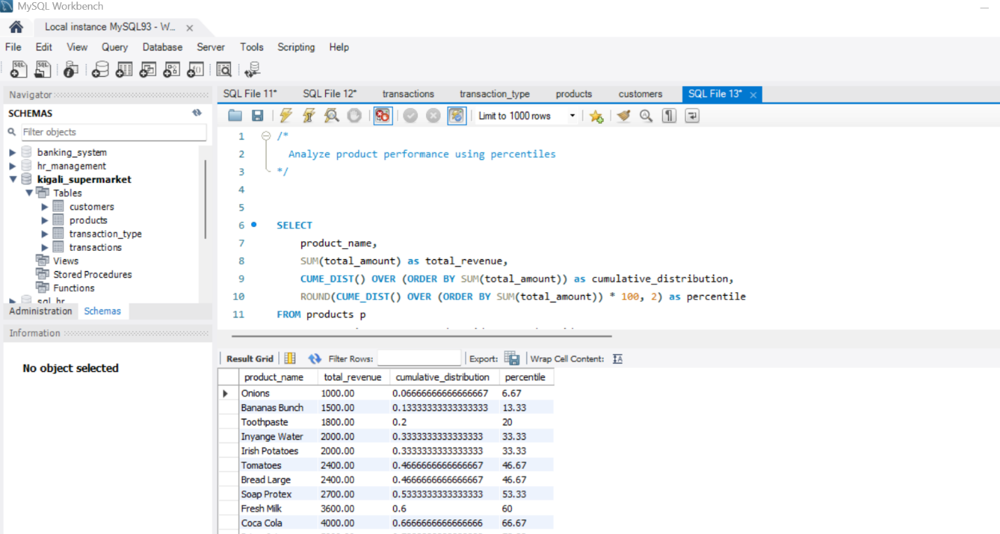 MySQL Workbench
Local instance MySQL93 - W...
File Edit View Query Database Server Tools Scripting Help
Navigator
SCHEMAS
Filter objects
banking_system
hr_management
kigali_supermarket
Tables
customers
products
transaction_type
transactions
Views
Stored Procedures
Functions
sql_hr
Administration Schemas
Information
No object selected
SQL File 11* SQL File 12* transactions transaction_type products customers SQL File 13*
Limit to 1000 rows
1 /*
2 Analyze product performance using percentiles
3 */
4
5
6 SELECT
7 product_name,
8 SUM(total_amount) as total_revenue,
9 CUME_DIST() OVER (ORDER BY SUM(total_amount)) as cumulative_distribution,
10 ROUND(CUME_DIST() OVER (ORDER BY SUM(total_amount)) * 100, 2) as percentile
11 FROM products p
Result Grid Filter Rows: Export: Wrap Cell Content:
product_name total_revenue cumulative_distribution percentile
Onions 1000.00 0.06666666666666667 6.67
Bananas Bunch 1500.00 0.13333333333333333 13.33
Toothpaste 1800.00 0.2 20
Inyange Water 2000.00 0.3333333333333333 33.33
Irish Potatoes 2000.00 0.3333333333333333 33.33
Tomatoes 2400.00 0.4666666666666667 46.67
Bread Large 2400.00 0.4666666666666667 46.67
Soap Protex 2700.00 0.5333333333333333 53.33
Fresh Milk 3600.00 0.6 60
Coca Cola 4000.00 0.6666666666666666 66.67